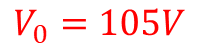 V₀ = 105V